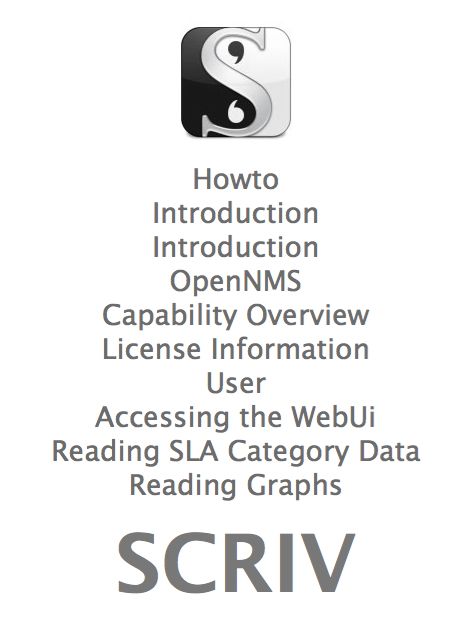 Howto
Introduction
Introduction
OpenNMS
Capability Overview
License Information
User
Accessing the WebUi
Reading SLA Category Data
Reading Graphs
SCRIV